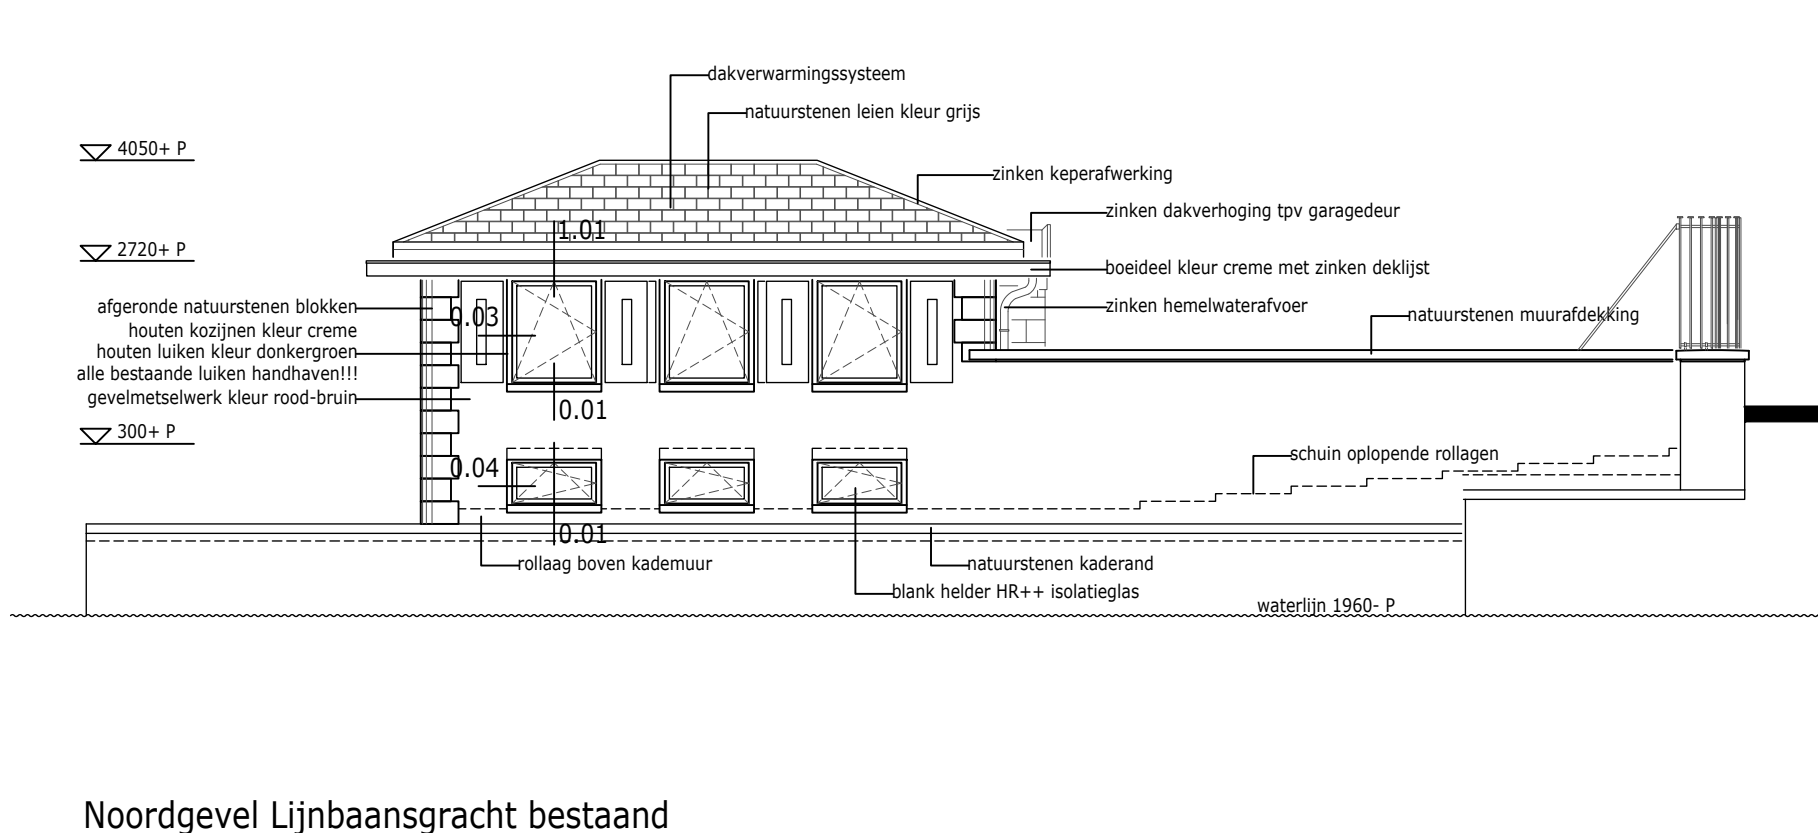 dakverwarmingssysteem
natuurstenen leien kleur grijs
4050+ P
zinken keperafwerking
zinken dakverhoging tpv garagedeur
1.01
2720+ P
boeideel kleur creme met zinken deklijst
afgeronde natuurstenen blokken
zinken hemelwaterafvoer
0.03
natuurstenen muurafdekking
houten kozijnen kleur creme
houten luiken kleur donkergroen
alle bestaande luiken handhaven!!!
gevelmetselwerk kleur rood-bruin
0.01
300+ P
schuin oplopende rollagen
0.04
0.01
rollaag boven kademuur
natuurstenen kaderand
blank helder HR++ isolatieglas
waterlijn 1960- P
Noordgevel Lijnbaansgracht bestaand